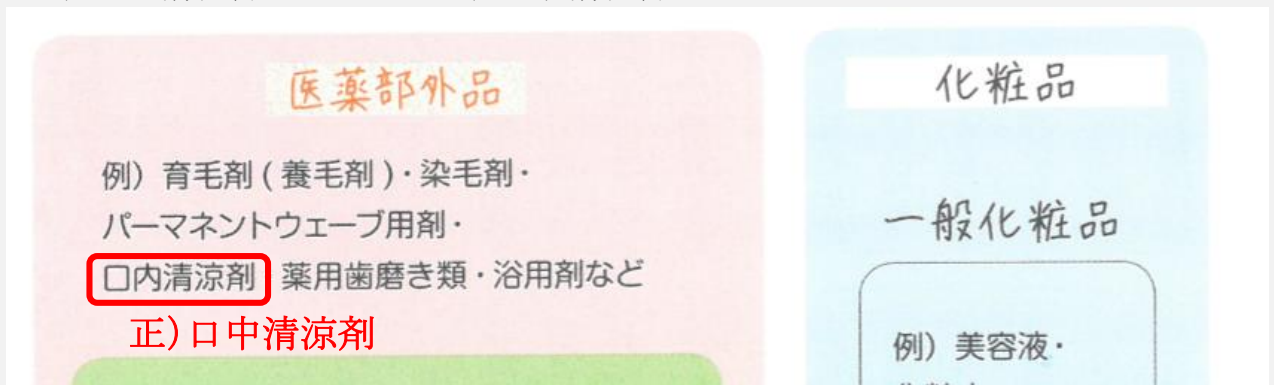 医薬部外品
例）育毛剤(養毛剤)・染毛剤・
パーマネントウェーブ用剤・
口内清涼剤 薬用歯磨き類・浴用剤など
正)口中清涼剤
化粧品
一般化粧品
例）美容液・